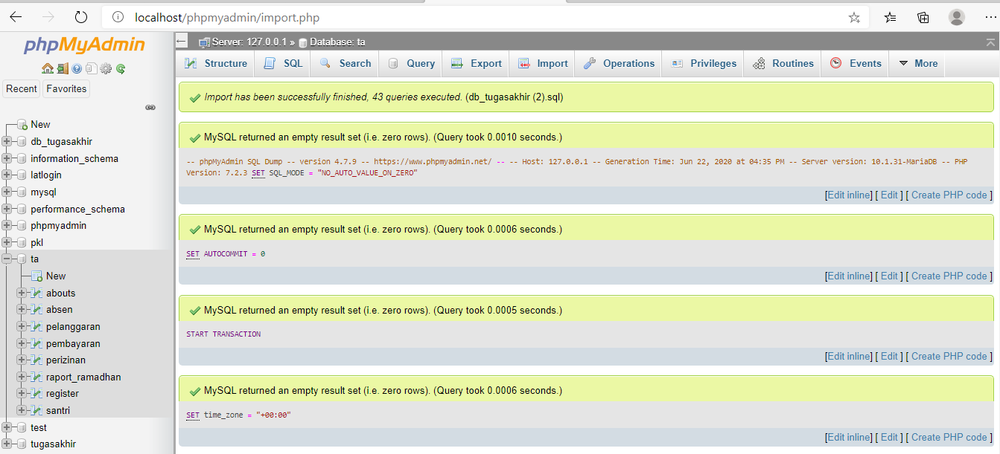 localhost/phpmyadmin/import.php
phpMyAdmin
Recent Favorites
New
db_tugasakhir
information_schema
latlogin
mysql
performance_schema
phpmyadmin
pkl
ta
New
abouts
absen
pelanggaran
pembayaran
perizinan
raport_ramadhan
register
santri
test
tugasakhir
Server: 127.0.0.1 » Database: ta
Structure SQL Search Query Export Import Operations Privileges Routines Events More
Import has been successfully finished, 43 queries executed. (db_tugasakhir (2).sql)
MySQL returned an empty result set (i.e. zero rows). (Query took 0.0010 seconds.)
-- phpMyAdmin SQL Dump -- version 4.7.9 -- https://www.phpmyadmin.net/ -- -- Host: 127.0.0.1 -- Generation Time: Jun 22, 2020 at 04:35 PM -- Server version: 10.1.31-MariaDB -- PHP
Version: 7.2.3 SET SQL_MODE = "NO_AUTO_VALUE_ON_ZERO"
[Edit inline] [ Edit ] [ Create PHP code ]
MySQL returned an empty result set (i.e. zero rows). (Query took 0.0006 seconds.)
SET AUTOCOMMIT = 0
[Edit inline] [ Edit ] [ Create PHP code ]
MySQL returned an empty result set (i.e. zero rows). (Query took 0.0005 seconds.)
START TRANSACTION
[Edit inline] [ Edit ] [ Create PHP code ]
MySQL returned an empty result set (i.e. zero rows). (Query took 0.0006 seconds.)
SET time_zone = "+00:00"
[Edit inline] [ Edit ] [ Create PHP code ]